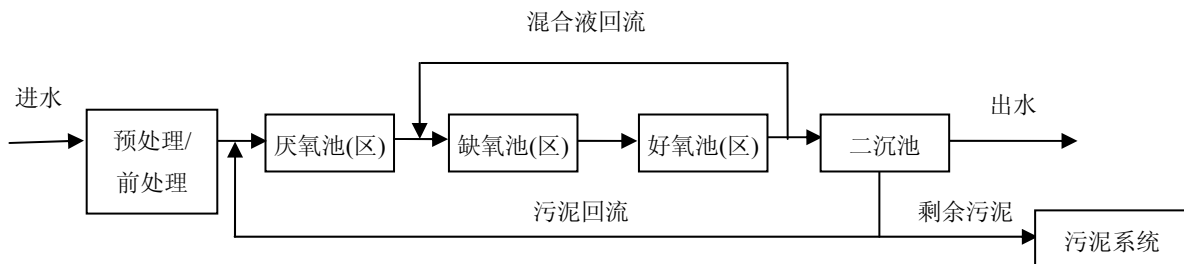 混合液回流
进水
出水
预处理/
前处理
厌氧池(区)
缺氧池(区)
好氧池(区)
二沉池
污泥回流
剩余污泥
污泥系统